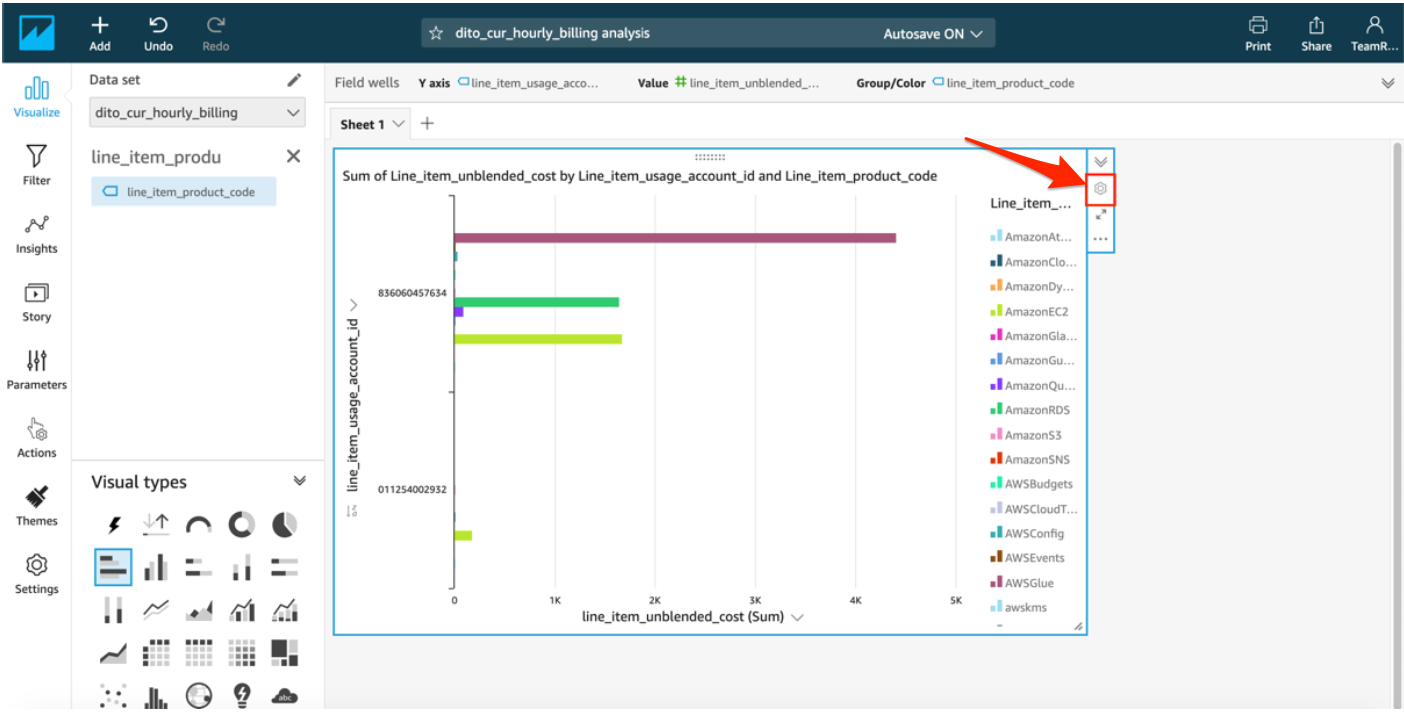 Add
Undo
Redo
dito_cur_hourly_billing analysis
Autosave ON
Print
Share
TeamR...
Visualize
Filter
Insights
Story
Parameters
Actions
Themes
Settings
Data set
dito_cur_hourly_billing
line_item_produ
line_item_product_code
Visual types
abc
Field wells
Y axis line_item_usage_acco...
Value line_item_unblended_...
Group/Color line_item_product_code
Sheet 1
Sum of Line_item_unblended_cost by Line_item_usage_account_id and Line_item_product_code
line_item_usage_account_id
836060457634
011254002932
0 1K 2K 3K 4K 5K
line_item_unblended_cost (Sum)
Line_item_...
AmazonAt...
AmazonClo...
AmazonDy...
AmazonEC2
AmazonGla...
AmazonGu...
AmazonQu...
AmazonRDS
AmazonS3
AmazonSNS
AWSBudgets
AWSCloudT...
AWSConfig
AWSEvents
AWSGlue
awskms